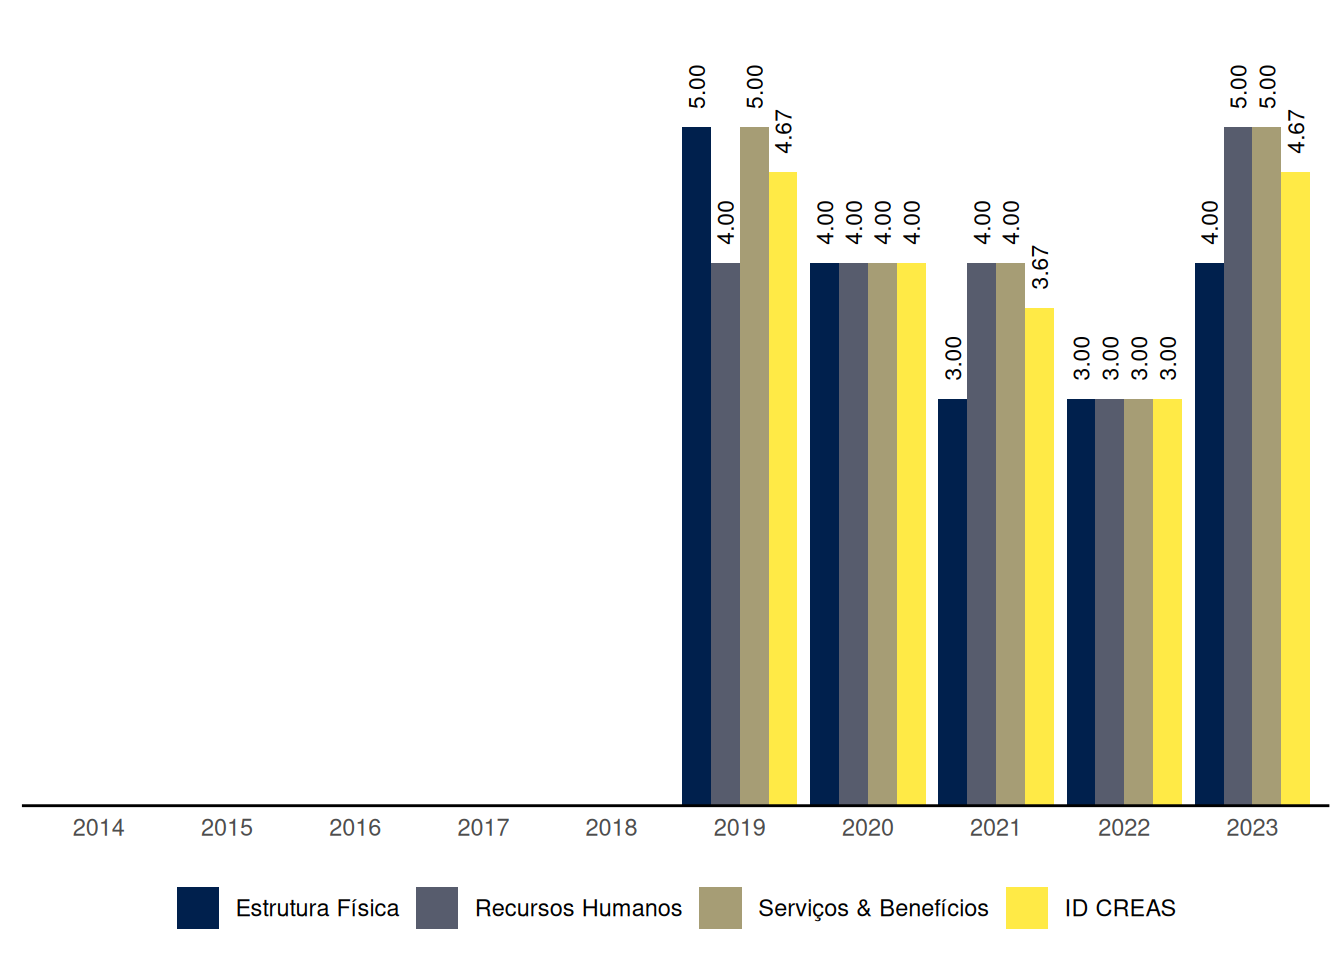 5.00 4.00 5.00 4.67 4.00 4.00 4.00 4.00 3.00 4.00 4.00 3.67 3.00 3.00 3.00 3.00 4.00 5.00 5.00 4.67
2014 2015 2016 2017 2018 2019 2020 2021 2022 2023
Estrutura Física Recursos Humanos Serviços & Benefícios ID CREAS